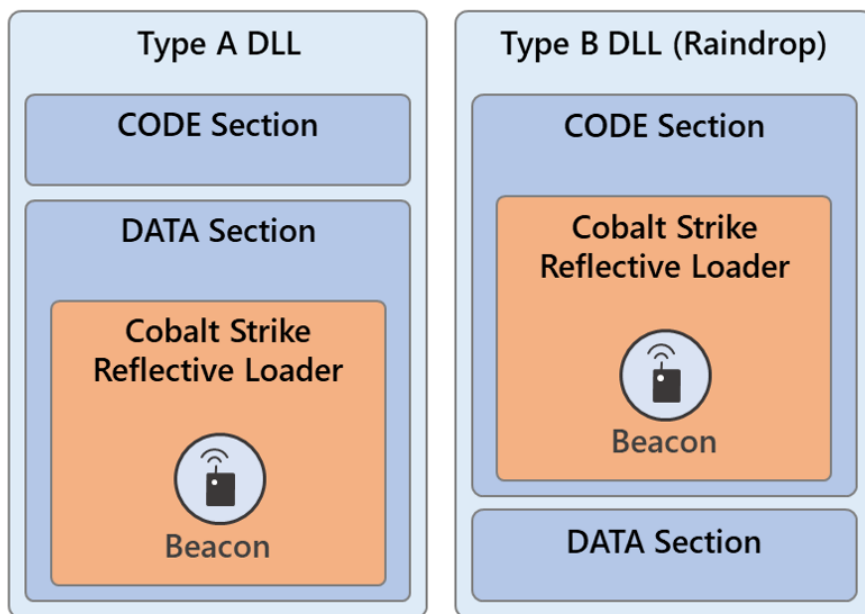 Type A DLL
CODE Section
DATA Section
Cobalt Strike
Reflective Loader
Beacon
Type B DLL (Raindrop)
CODE Section
Cobalt Strike
Reflective Loader
Beacon
DATA Section